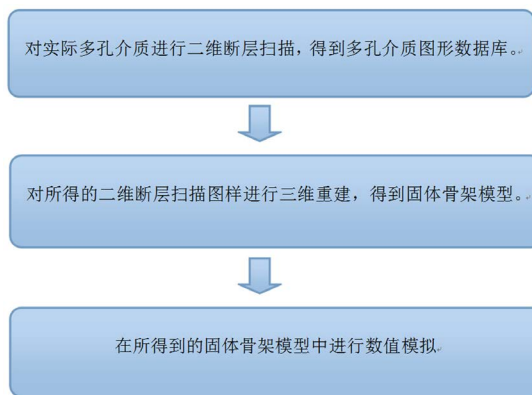 对实际多孔介质进行二维断层扫描，得到多孔介质图形数据库。
对所得的二维断层扫描图样进行三维重建，得到固体骨架模型。
在所得到的固体骨架模型中进行数值模拟